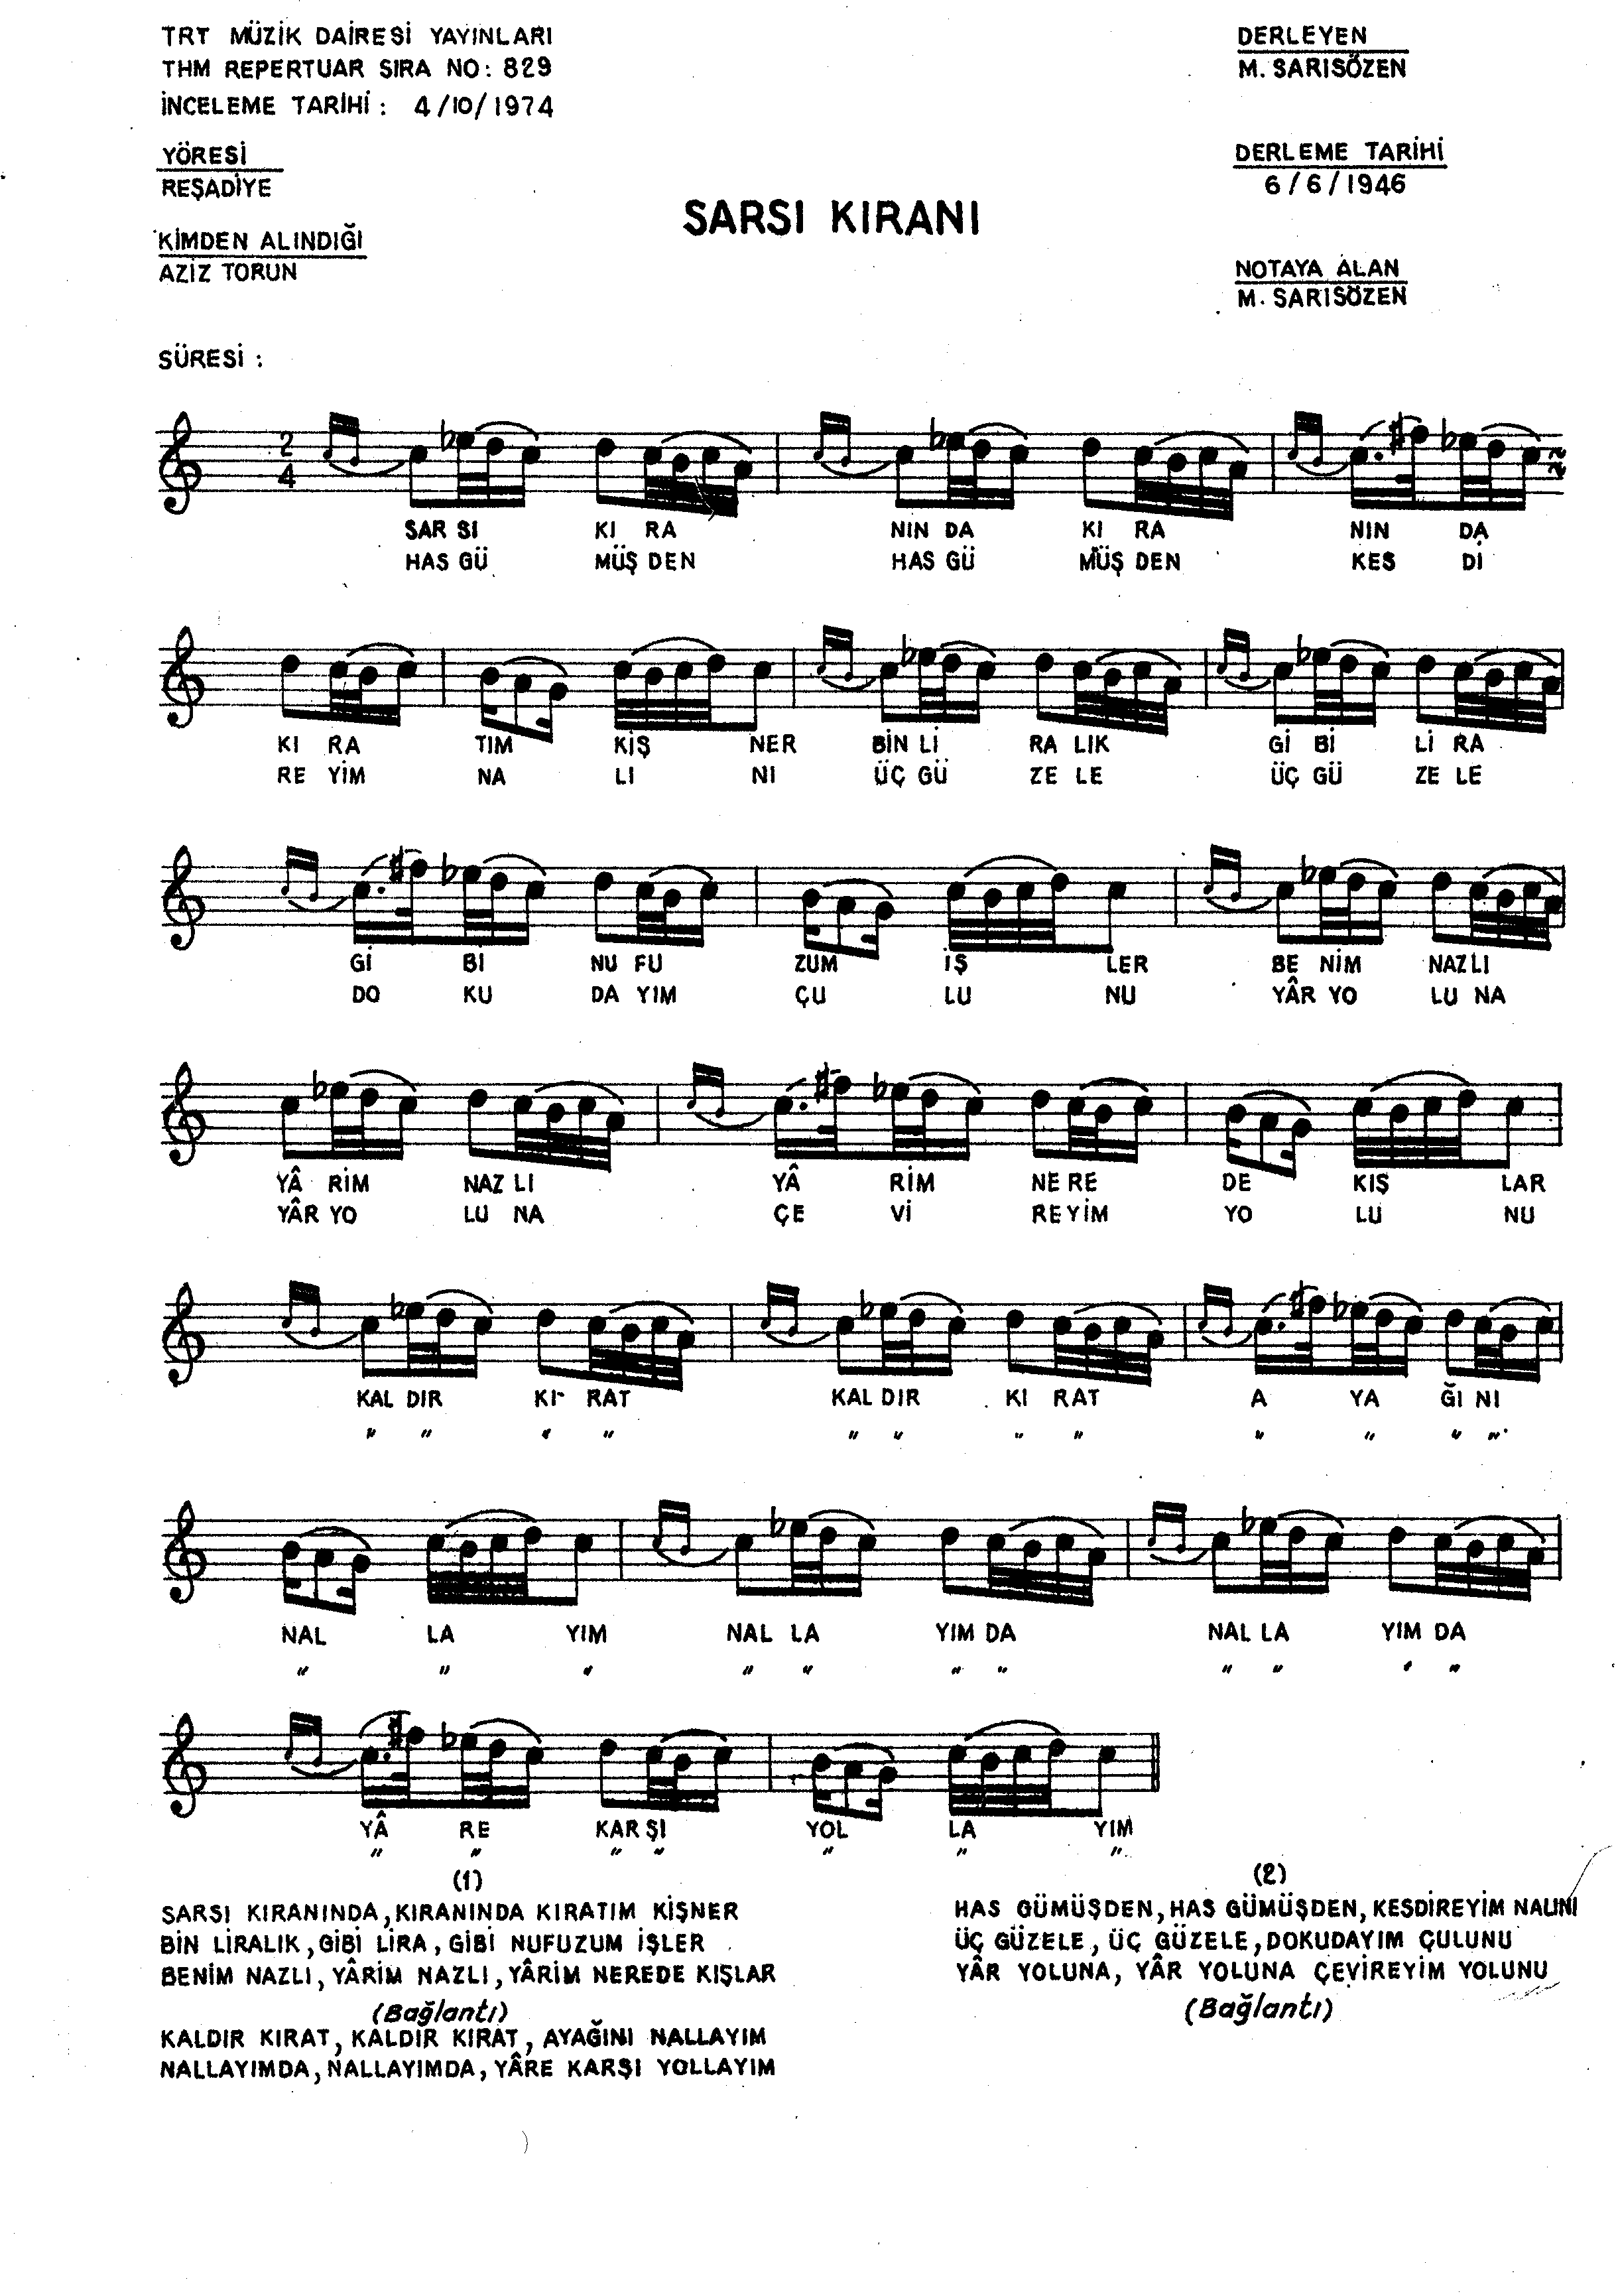 TRT MÜZİK DAİRESİ YAYINLARI
THM REPERTUAR SIRA NO: 829
İNCELEME TARİHİ : 4/10/1974
YÖRESİ
REŞADİYE
KİMDEN ALINDIĞI
AZİZ TORUN
SÜRESİ :
SARSI KIRANI
DERLEYEN
M. SARISÖZEN
DERLEME TARİHİ
6/6/1946
NOTAYA ALAN
M. SARISÖZEN
2
4
SAR SI KI RA NIN DA KI RA NIN DA
HAS GÜ MÜŞ DEN HAS GÜ MÜŞ DEN KES Dİ
KI RA TIM KİŞ NER BİN Lİ RA LIK Gİ Bİ Lİ RA
RE YİM NA LI NI ÜÇ GÜ ZE LE ÜÇ GÜ ZE LE
Gİ Bİ NU FU ZUM İŞ LER BE NİM NAZ LI
DO KU DA YIM ÇU LU NU YÂR YO LU NA
YÂ RİM NAZ LI YÂ RİM NE RE DE KIŞ LAR
YÂR YO LU NA ÇE Vİ RE YİM YO LU NU
KAL DIR KI RAT KAL DIR KI RAT A YA ĞI NI
" " " " " " " " " " " "
NAL LA YIM NAL LA YIM DA NAL LA YIM DA
" " " " " " " " " " "
YÂ RE KAR ŞI YOL LA YIM
" " " " " " "
(1)
SARSI KIRANINDA, KIRANINDA KIRATIM KİŞNER
BİN LİRALIK, GİBİ LİRA, GİBİ NUFUZUM İŞLER
BENİM NAZLI, YÂRİM NAZLI, YÂRİM NEREDE KIŞLAR
(Bağlantı)
KALDIR KIRAT, KALDIR KIRAT, AYAĞINI NALLAYIM
NALLAYIMDA, NALLAYIMDA, YÂRE KARŞI YOLLAYIM
(2)
HAS GÜMÜŞDEN, HAS GÜMÜŞDEN, KESDİREYİM NALINI
ÜÇ GÜZELE, ÜÇ GÜZELE, DOKUDAYIM ÇULUNU
YÂR YOLUNA, YÂR YOLUNA ÇEVİREYİM YOLUNU
(Bağlantı)